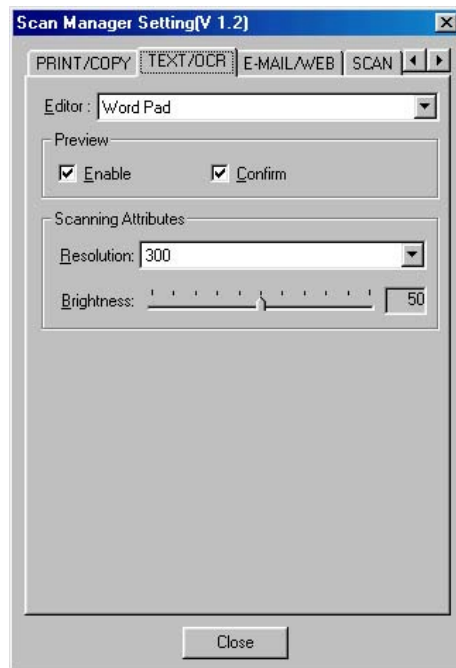 Scan Manager Setting(V 1.2)
PRINT/COPY TEXT/OCR E-MAIL/WEB SCAN
Editor : Word Pad
Preview
Enable Confirm
Scanning Attributes
Resolution: 300
Brightness: 50
Close